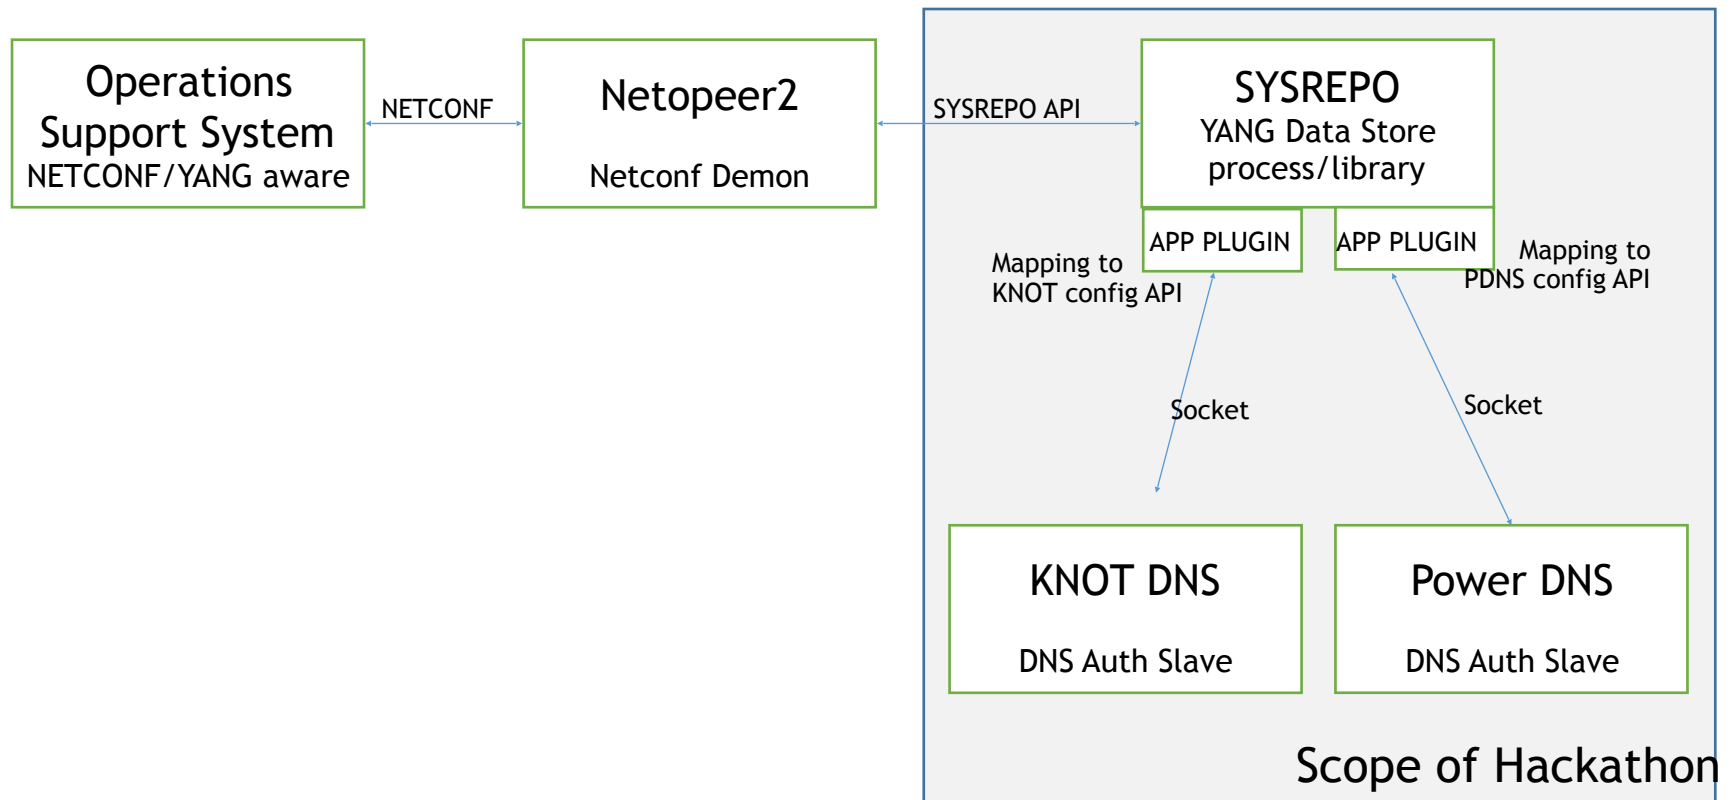 Operations
Support System
NETCONF/YANG aware
NETCONF
Netopeer2
Netconf Demon
SYSREPO API
SYSREPO
YANG Data Store
process/library
APP PLUGIN
APP PLUGIN
Mapping to
KNOT config API
Mapping to
PDNS config API
Socket
Socket
KNOT DNS
DNS Auth Slave
Power DNS
DNS Auth Slave
Scope of Hackathon